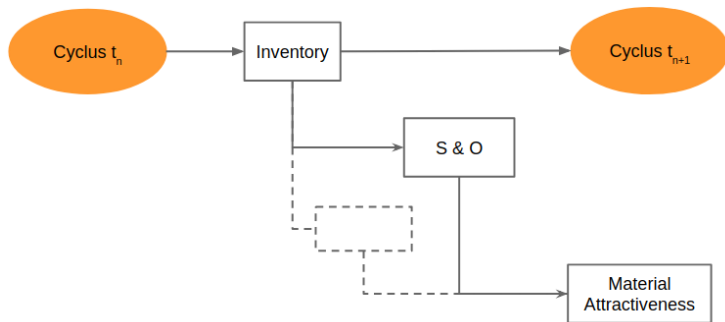 Cyclus tn
Inventory
Cyclus tn+1
S & O
Material
Attractiveness